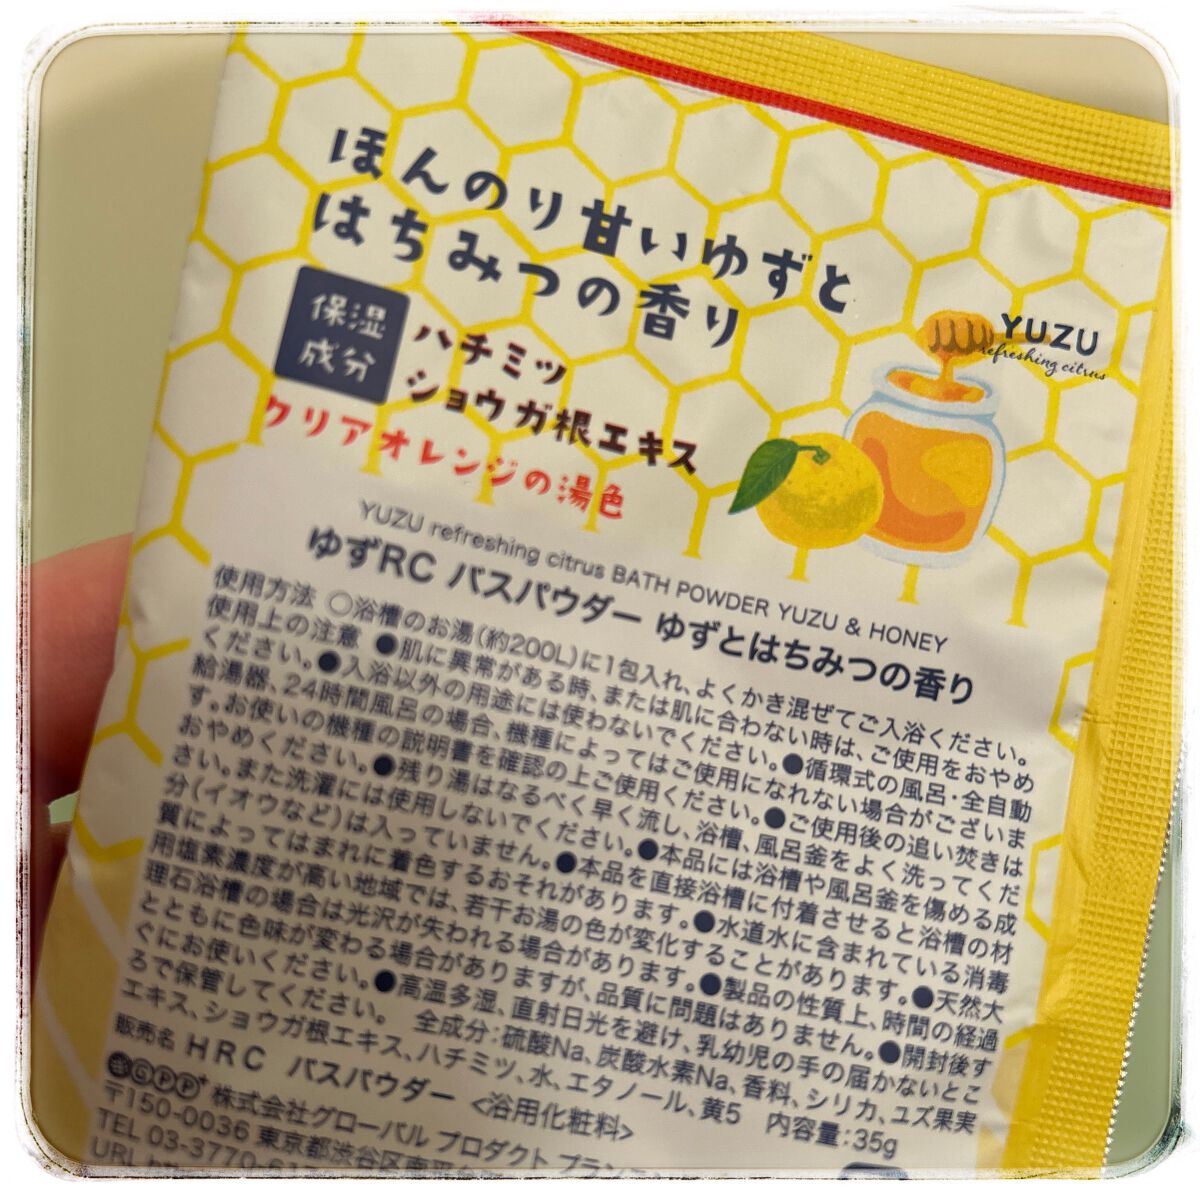 ほんのり甘いゆずと
はちみつの香り
保湿
成分
ハチミツ
ショウガ根エキス
クリアオレンジの湯色
YUZU
refreshing citrus
YUZU refreshing citrus BATH POWDER YUZU & HONEY
ゆずRC バスパウダー ゆずとはちみつの香り
使用方法 ○浴槽のお湯(約200L)に1包入れ、よくかき混ぜてご入浴ください。
使用上の注意 ●肌に異常がある時、または肌に合わない時は、ご使用をおやめ
ください。●入浴以外の用途には使わないでください。●循環式の風呂・全自動
給湯器、24時間風呂の場合、機種によってはご使用になれない場合がございま
す。お使いの機種の説明書を確認の上ご使用ください。●ご使用後の追い焚きは
おやめください。●残り湯はなるべく早く流し、浴槽、風呂釜をよく洗ってくだ
さい。また洗濯には使用しないでください。●本品には浴槽や風呂釜を傷める成
分(イオウなど)は入っていません。●本品を直接浴槽に付着させると浴槽の材
質によってはまれに着色するおそれがあります。●水道水に含まれている消毒
用塩素濃度が高い地域では、若干お湯の色が変化することがあります。●天然大
理石浴槽の場合は光沢が失われる場合があります。●製品の性質上、時間の経過
とともに色味が変わる場合がありますが、品質に問題はありません。●開封後す
ぐにお使いください。●高温多湿、直射日光を避け、乳幼児の手の届かないとこ
ろで保管してください。 全成分:硫酸Na、炭酸水素Na、香料、シリカ、ユズ果実
エキス、ショウガ根エキス、ハチミツ、水、エタノール、黄5 内容量:35g
販売名 HRC バスパウダー <浴用化粧料>
GPP+ 株式会社グローバル プロダクト プランニ
〒150-0036 東京都渋谷区南
TEL 03-3770-
URL